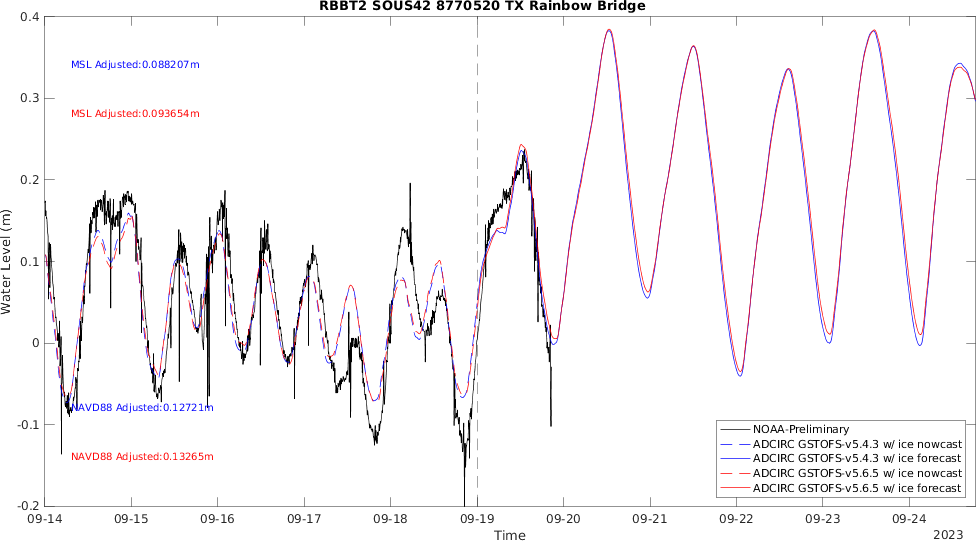 RBBT2 SOUS42 8770520 TX Rainbow Bridge
0.4
MSL Adjusted:0.088207m
0.3
MSL Adjusted:0.093654m
0.2
Water Level (m)
0.1
0
NAVD88 Adjusted:0.12721m
-0.1
NAVD88 Adjusted:0.13265m
-0.2
NOAA-Preliminary
ADCIRC GSTOFS-v5.4.3 w/ ice nowcast
ADCIRC GSTOFS-v5.4.3 w/ ice forecast
ADCIRC GSTOFS-v5.6.5 w/ ice nowcast
ADCIRC GSTOFS-v5.6.5 w/ ice forecast
09-14 09-15 09-16 09-17 09-18 09-19 09-20 09-21 09-22 09-23 09-24
Time
2023